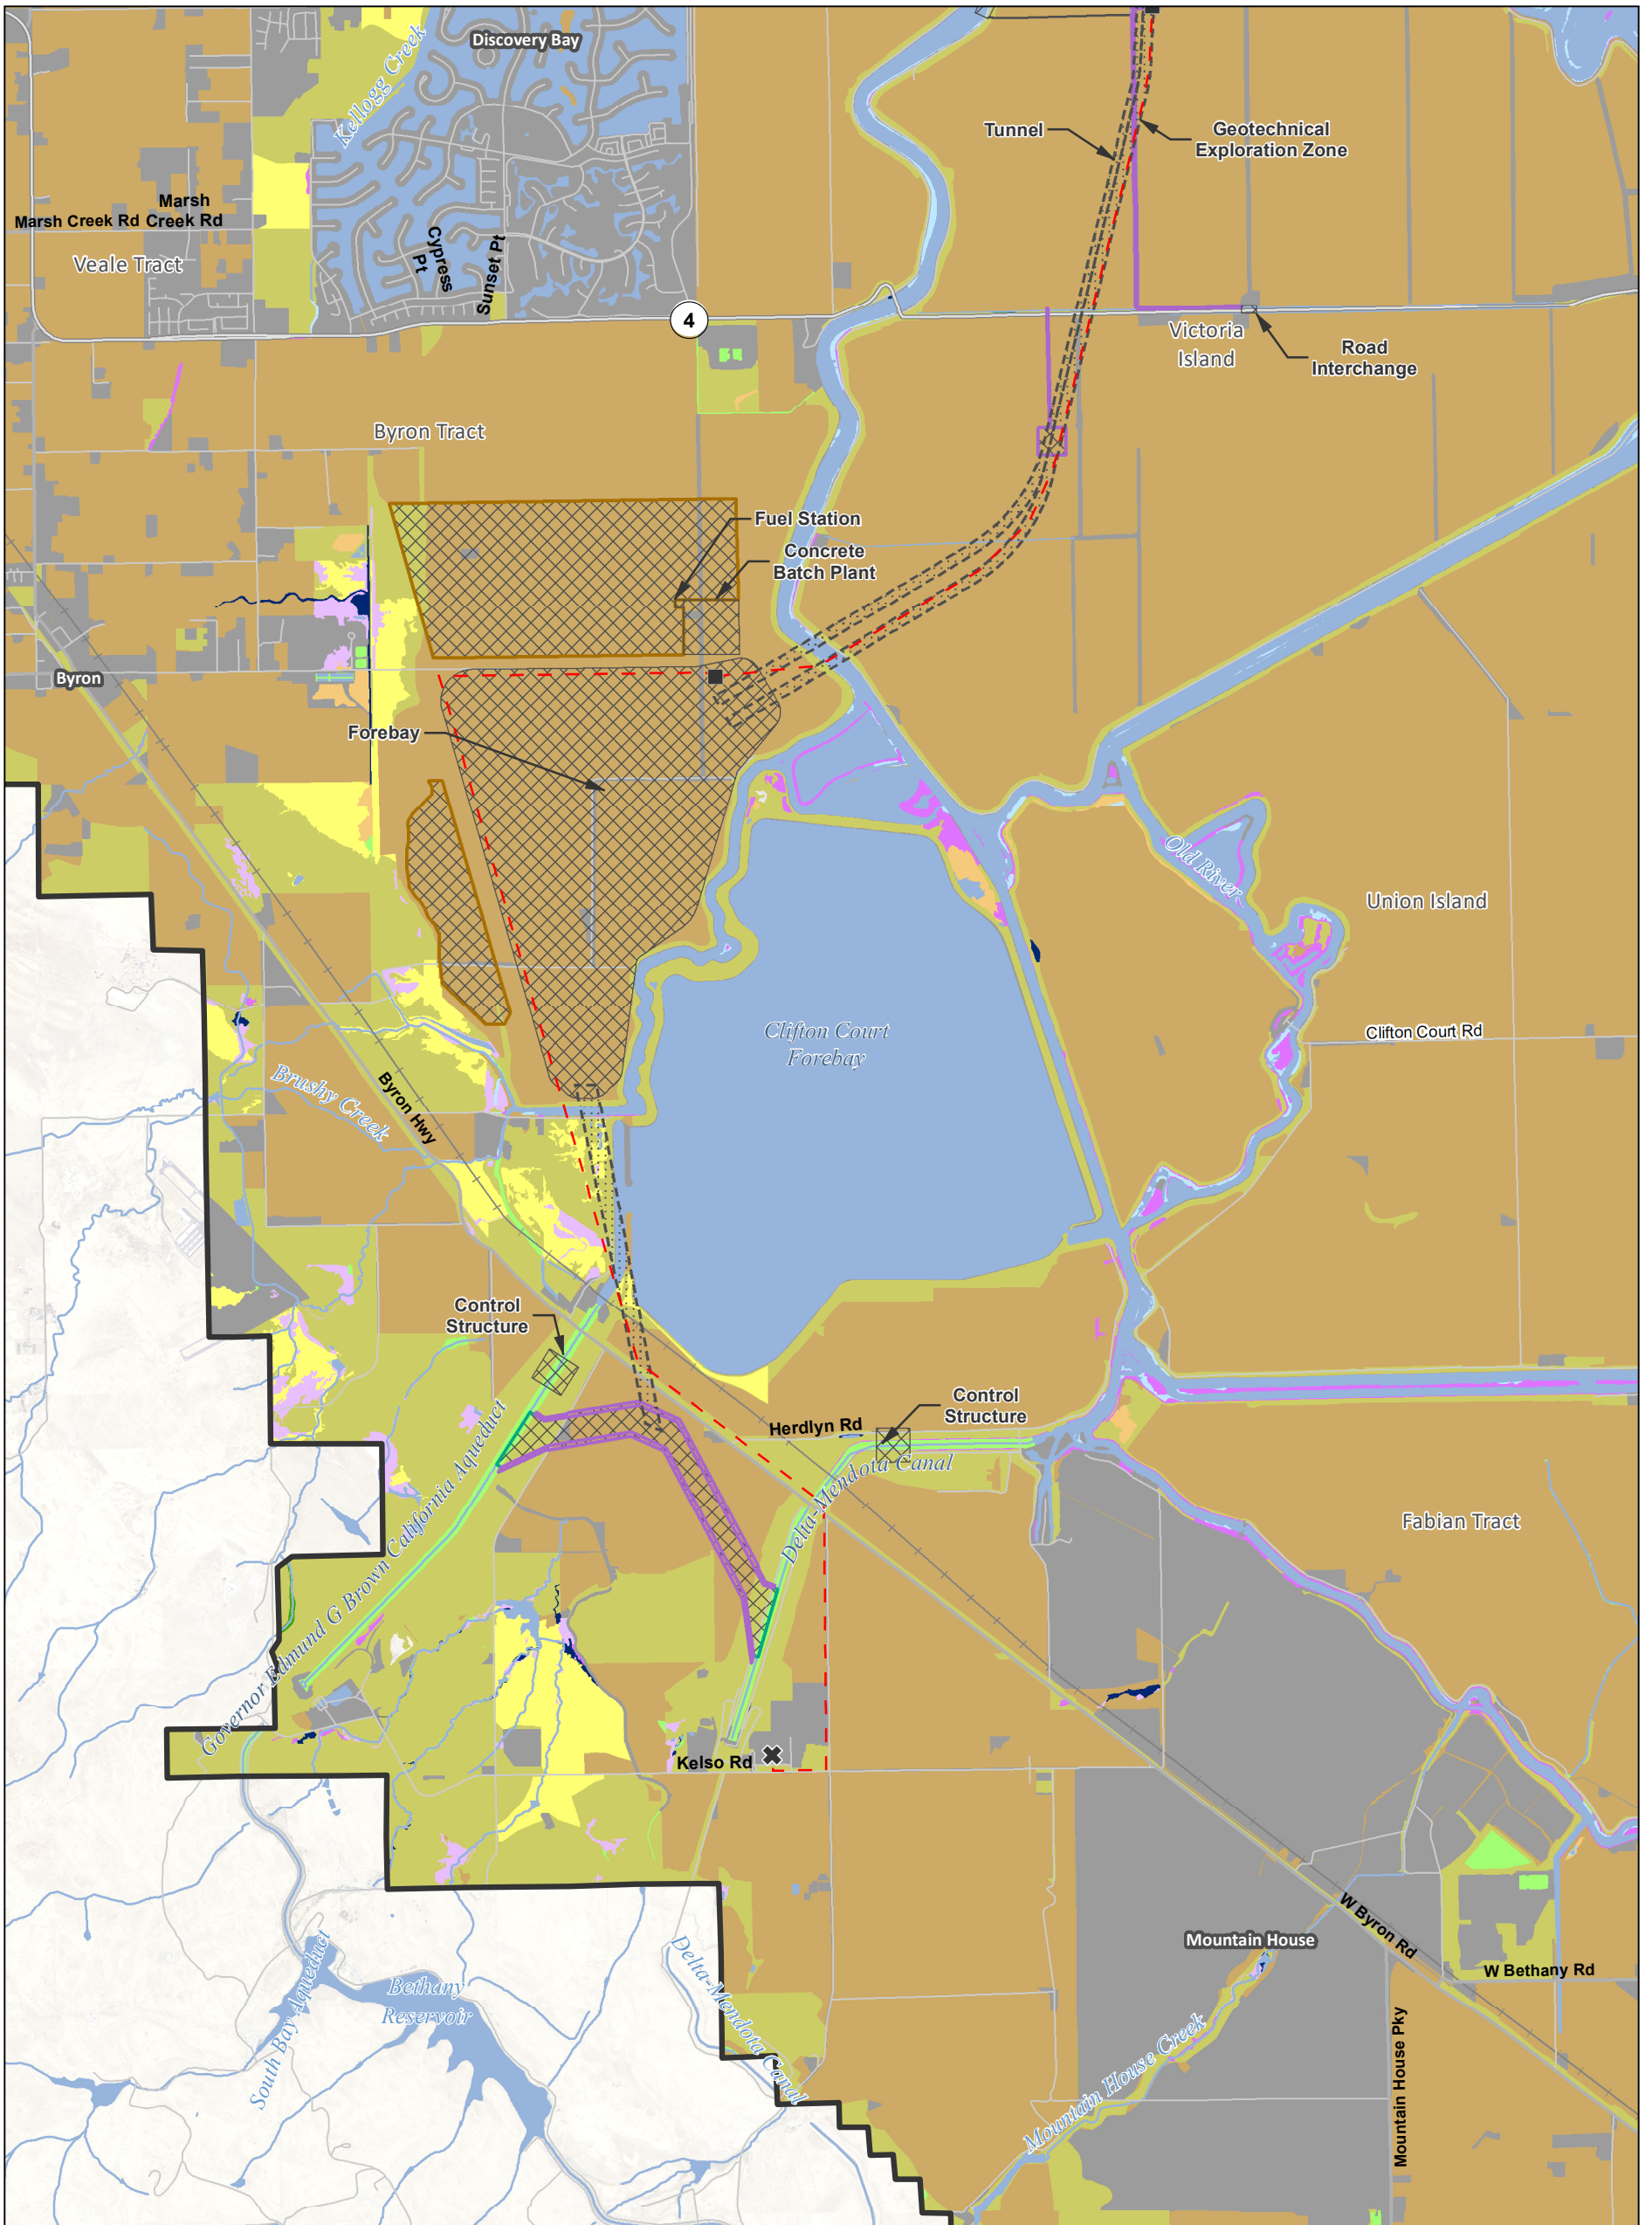 Discovery Bay
Kellogg Creek
Tunnel
Geotechnical
Exploration Zone
Marsh
Creek Rd
Marsh Creek Rd
Veale Tract
Cypress
Pt
Sunset Pt
4
Victoria
Island
Road
Interchange
Byron Tract
Fuel Station
Concrete
Batch Plant
Byron
Forebay
Old River
Union Island
Clifton Court
Forebay
Clifton Court Rd
Brushy Creek
Byron Hwy
Control
Structure
Control
Structure
Herdlyn Rd
Delta-Mendota Canal
Governor Edmund G Brown California Aqueduct
Fabian Tract
Kelso Rd
W Byron Rd
Mountain House
W Bethany Rd
Delta-Mendota Canal
South Bay Aqueduct
Bethany
Reservoir
Mountain House Creek
Mountain House Pky